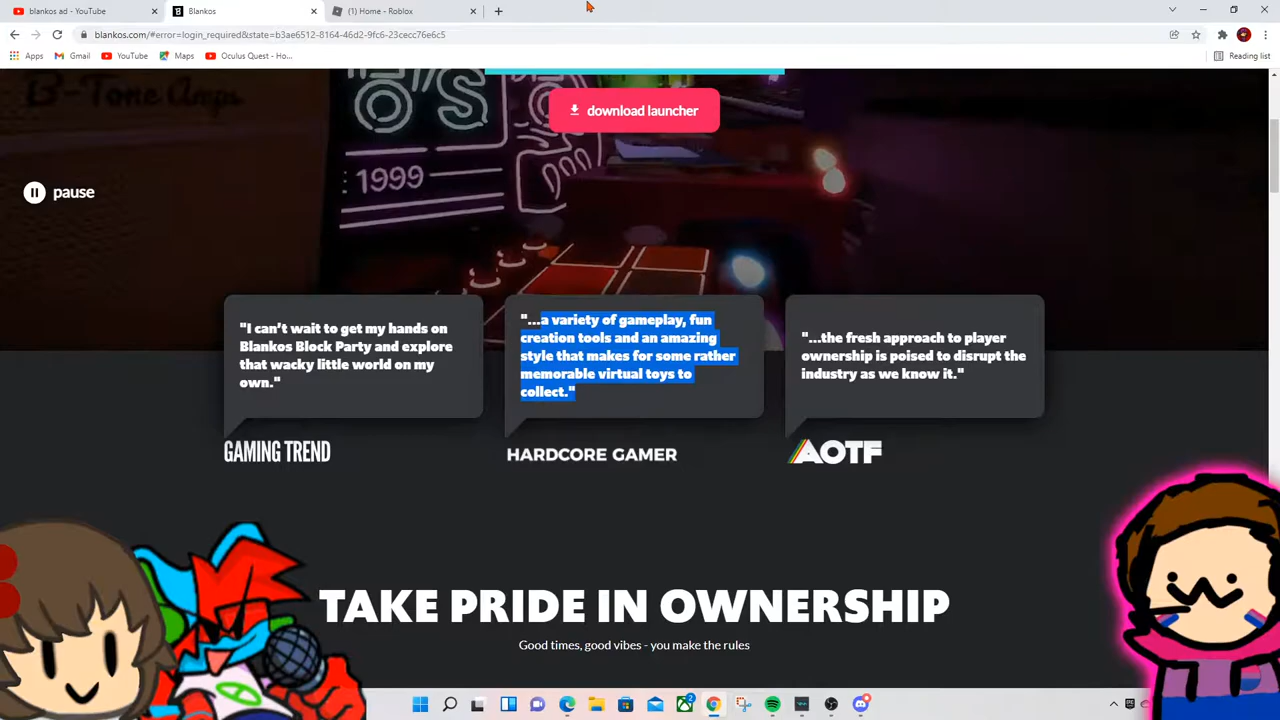 blankos ad - YouTube
Blankos
(1) Home - Roblox
blankos.com/#error=login_required&state=b3ae6512-8164-46d2-9fc6-23cecc76e6c5
Apps
Gmail
YouTube
Maps
Oculus Quest - Ho...
Reading list
B-Tone Amps
O'S
download launcher
1999
pause
"I can't wait to get my hands on
Blankos Block Party and explore
that wacky little world on my
own."
"...a variety of gameplay, fun
creation tools and an amazing
style that makes for some rather
memorable virtual toys to
collect."
"...the fresh approach to player
ownership is poised to disrupt the
industry as we know it."
GAMING TREND
HARDCORE GAMER
AOTF
TAKE PRIDE IN OWNERSHIP
Good times, good vibes - you make the rules
2